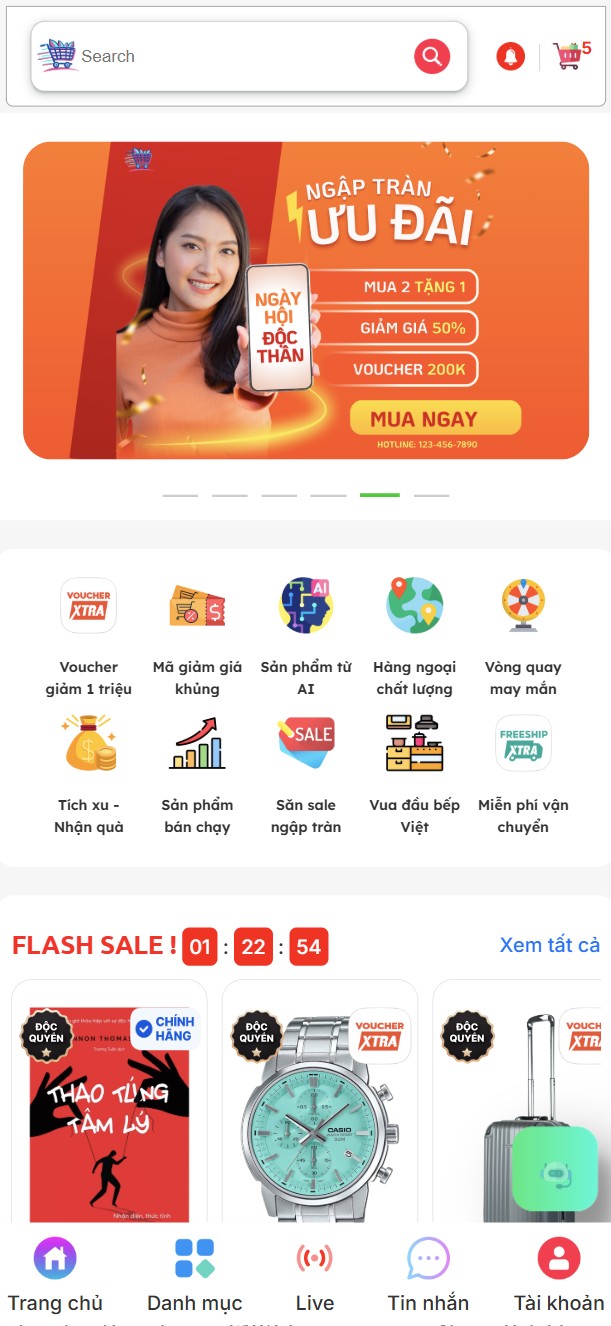 Search
5
NGẬP TRÀN
ƯU ĐÃI
MUA 2 TẶNG 1
GIẢM GIÁ 50%
VOUCHER 200K
MUA NGAY
HOTLINE: 123-456-7890
NGÀY
HỘI
ĐỘC
THÂN
VOUCHER
XTRA
AI
SALE
FREESHIP
XTRA
Voucher
giảm 1 triệu
Mã giảm giá
khủng
Sản phẩm từ
AI
Hàng ngoại
chất lượng
Vòng quay
may mắn
Tích xu -
Nhận quà
Sản phẩm
bán chạy
Săn sale
ngập tràn
Vua đầu bếp
Việt
Miễn phí vận
chuyển
FLASH SALE ! 01 : 22 : 54
Xem tất cả
ĐỘC
QUYỀN
CHÍNH
HÃNG
NNON THOMAS
THAO TÚNG
TÂM LÝ
Nhận diện, thức tỉnh
ĐỘC
QUYỀN
VOUCHER
XTRA
CASIO
ĐỘC
QUYỀN
VOUCH
XTR
Trang chủ
Danh mục
Live
Tin nhắn
Tài khoản